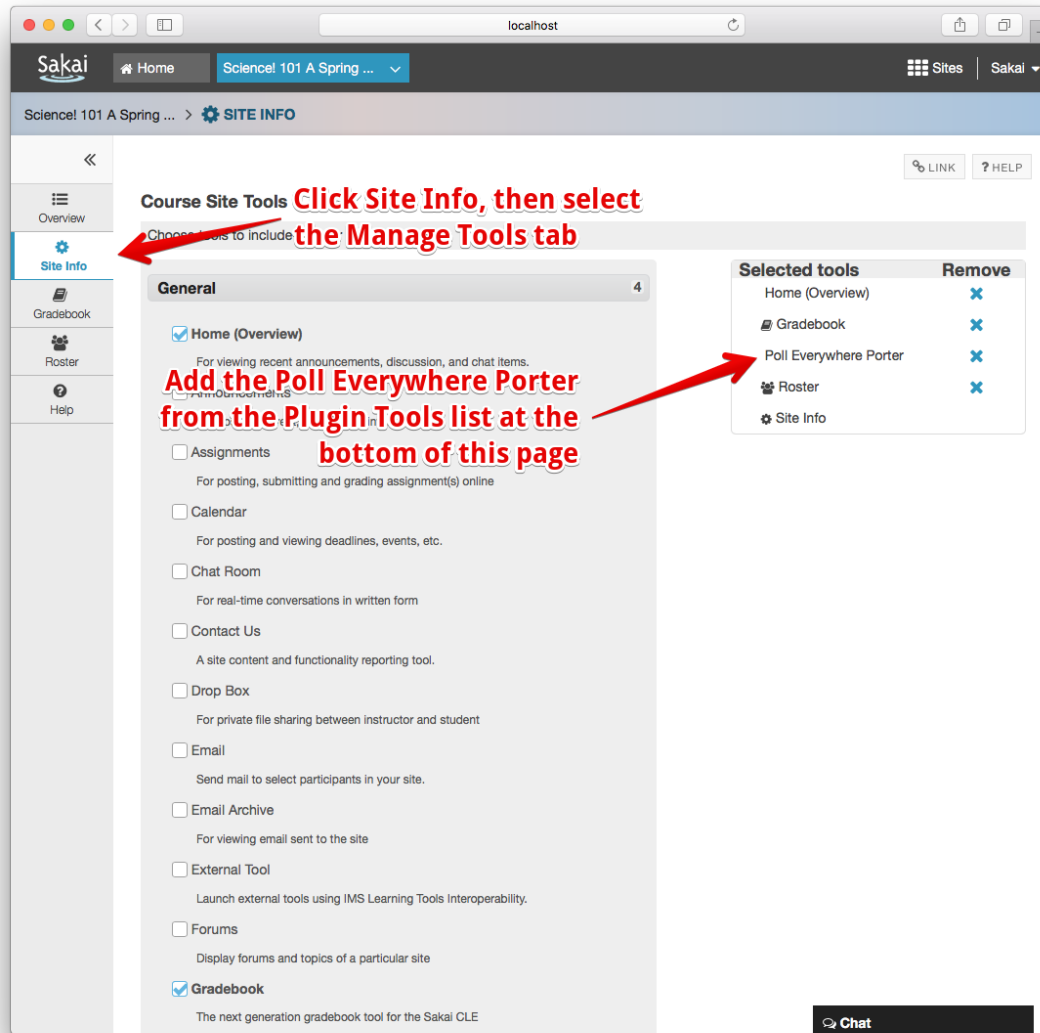 localhost
Sakai
Home
Science! 101 A Spring ...
Sites
Sakai
Science! 101 A Spring ... > SITE INFO
LINK
? HELP
Overview
Site Info
Gradebook
Roster
Help
Course Site Tools
Click Site Info, then select
the Manage Tools tab
Choose tools to include
General 4
Home (Overview)
For viewing recent announcements, discussion, and chat items.
Announcements
Add the Poll Everywhere Porter
from the Plugin Tools list at the
bottom of this page
Assignments
For posting, submitting and grading assignment(s) online
Calendar
For posting and viewing deadlines, events, etc.
Chat Room
For real-time conversations in written form
Contact Us
A site content and functionality reporting tool.
Drop Box
For private file sharing between instructor and student
Email
Send mail to select participants in your site.
Email Archive
For viewing email sent to the site
External Tool
Launch external tools using IMS Learning Tools Interoperability.
Forums
Display forums and topics of a particular site
Gradebook
The next generation gradebook tool for the Sakai CLE
Selected tools Remove
Home (Overview)
Gradebook
Poll Everywhere Porter
Roster
Site Info
Chat